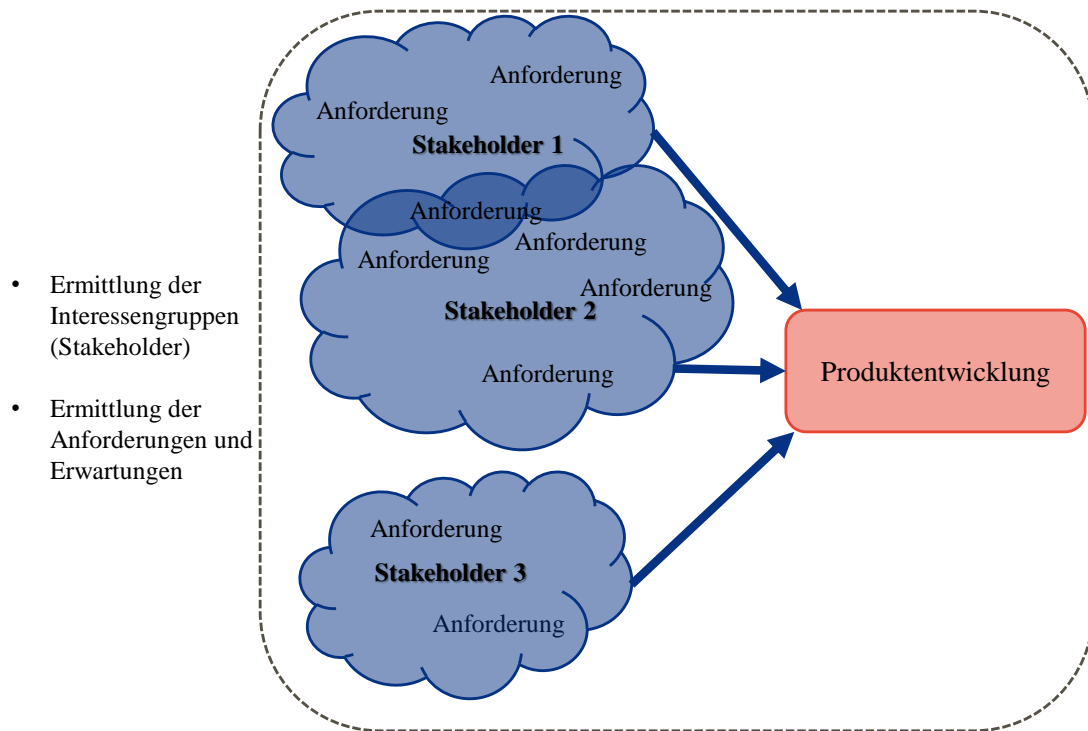 • Ermittlung der
Interessengruppen
(Stakeholder)
• Ermittlung der
Anforderungen und
Erwartungen
Anforderung
Anforderung
Stakeholder 1
Anforderung
Anforderung
Anforderung
Anforderung
Stakeholder 2
Anforderung
Anforderung
Stakeholder 3
Anforderung
Produktentwicklung